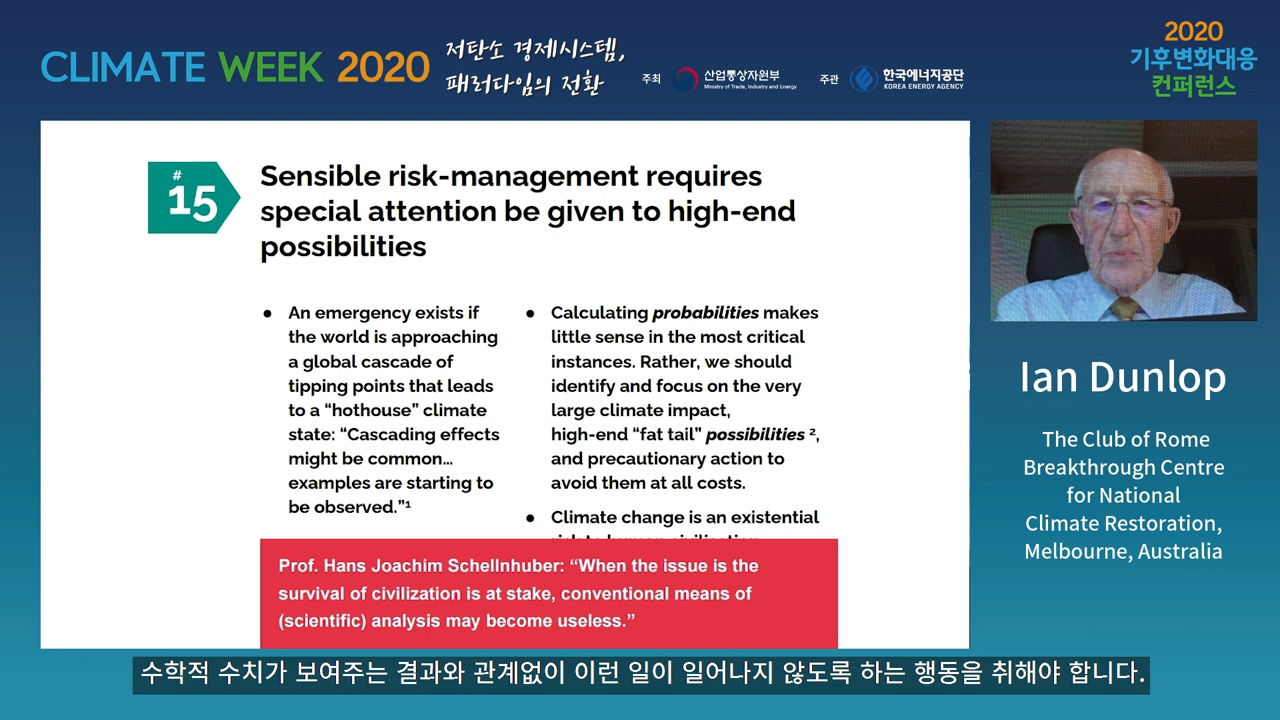 CLIMATE WEEK 2020
저탄소 경제시스템,
패러다임의 전환
주최
산업통상자원부
Ministry of Trade, Industry and Energy
주관
한국에너지공단
KOREA ENERGY AGENCY
2020
기후변화대응
컨퍼런스
#
15
Sensible risk-management requires
special attention be given to high-end
possibilities
● An emergency exists if
the world is approaching
a global cascade of
tipping points that leads
to a “hothouse” climate
state: “Cascading effects
might be common…
examples are starting to
be observed.”¹
● Calculating probabilities makes
little sense in the most critical
instances. Rather, we should
identify and focus on the very
large climate impact,
high-end “fat tail” possibilities ²,
and precautionary action to
avoid them at all costs.
● Climate change is an existential
Prof. Hans Joachim Schellnhuber: “When the issue is the
survival of civilization is at stake, conventional means of
(scientific) analysis may become useless.”
Ian Dunlop
The Club of Rome
Breakthrough Centre
for National
Climate Restoration,
Melbourne, Australia
수학적 수치가 보여주는 결과와 관계없이 이런 일이 일어나지 않도록 하는 행동을 취해야 합니다.